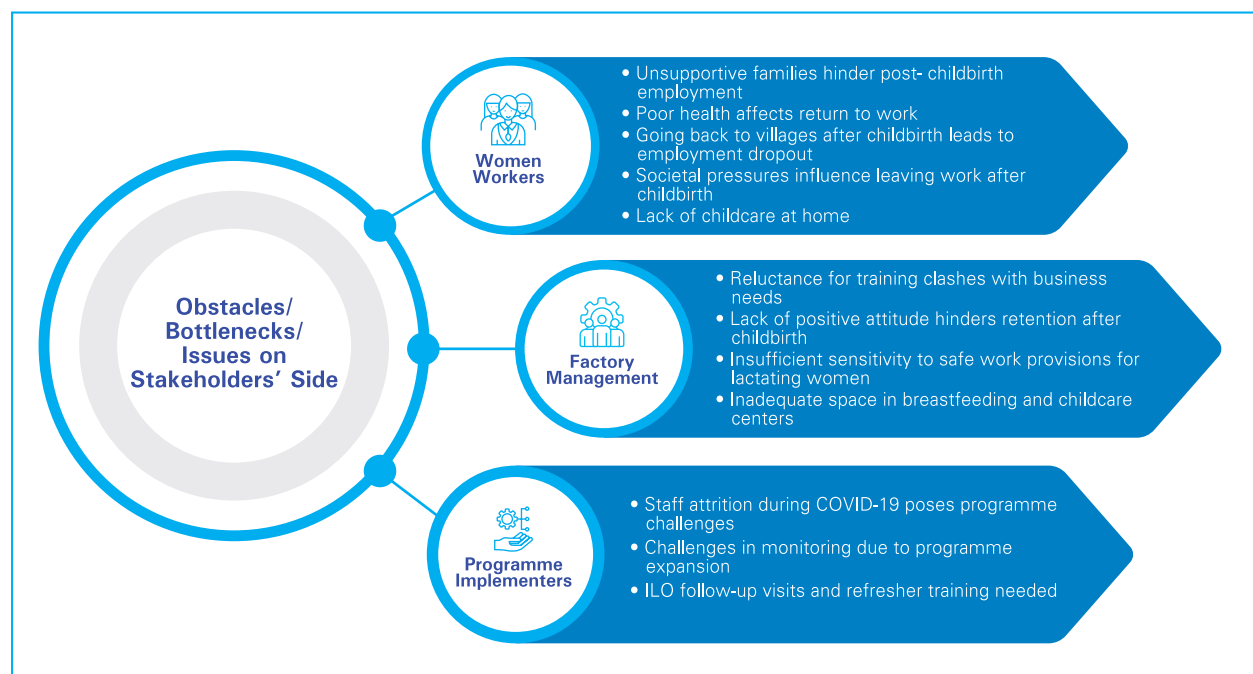 Obstacles/
Bottlenecks/
Issues on
Stakeholders’ Side
Women
Workers
• Unsupportive families hinder post- childbirth
employment
• Poor health affects return to work
• Going back to villages after childbirth leads to
employment dropout
• Societal pressures influence leaving work after
childbirth
• Lack of childcare at home
Factory
Management
• Reluctance for training clashes with business
needs
• Lack of positive attitude hinders retention after
childbirth
• Insufficient sensitivity to safe work provisions for
lactating women
• Inadequate space in breastfeeding and childcare
centers
Programme
Implementers
• Staff attrition during COVID-19 poses programme
challenges
• Challenges in monitoring due to programme
expansion
• ILO follow-up visits and refresher training needed